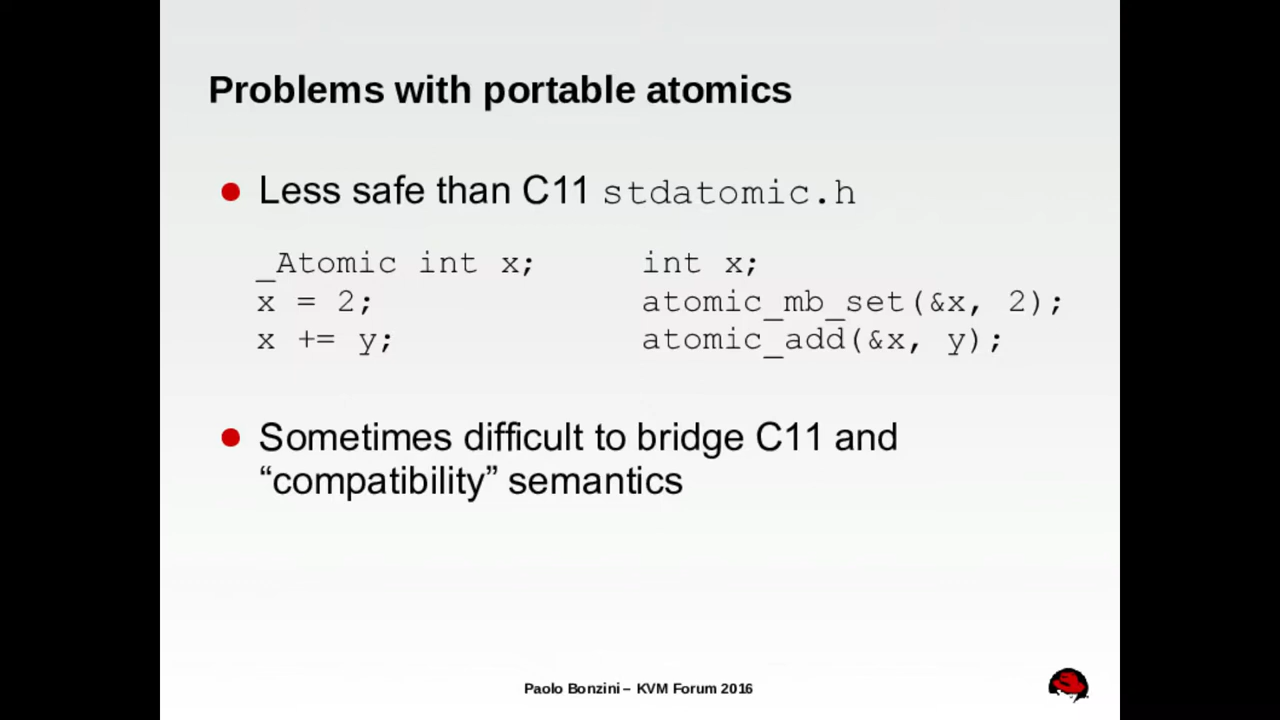 Problems with portable atomics
Less safe than C11 stdatomic.h
_Atomic int x;
x = 2;
x += y;
int x;
atomic_mb_set(&x, 2);
atomic_add(&x, y);
Sometimes difficult to bridge C11 and
“compatibility” semantics
Paolo Bonzini – KVM Forum 2016